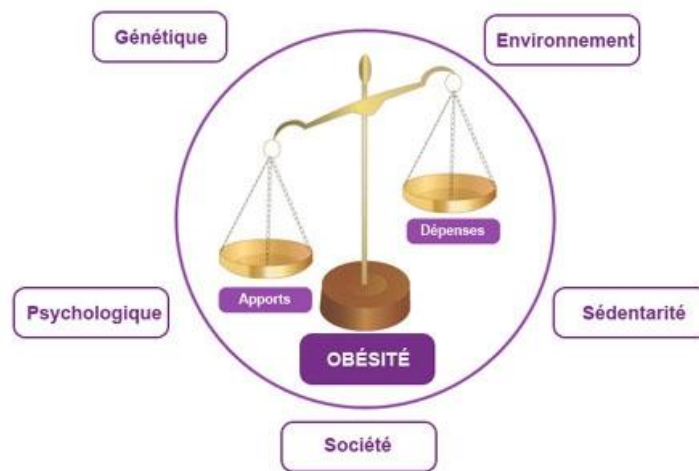 Génétique
Environnement
Dépenses
Apports
Psychologique
Sédentarité
OBÉSITÉ
Société